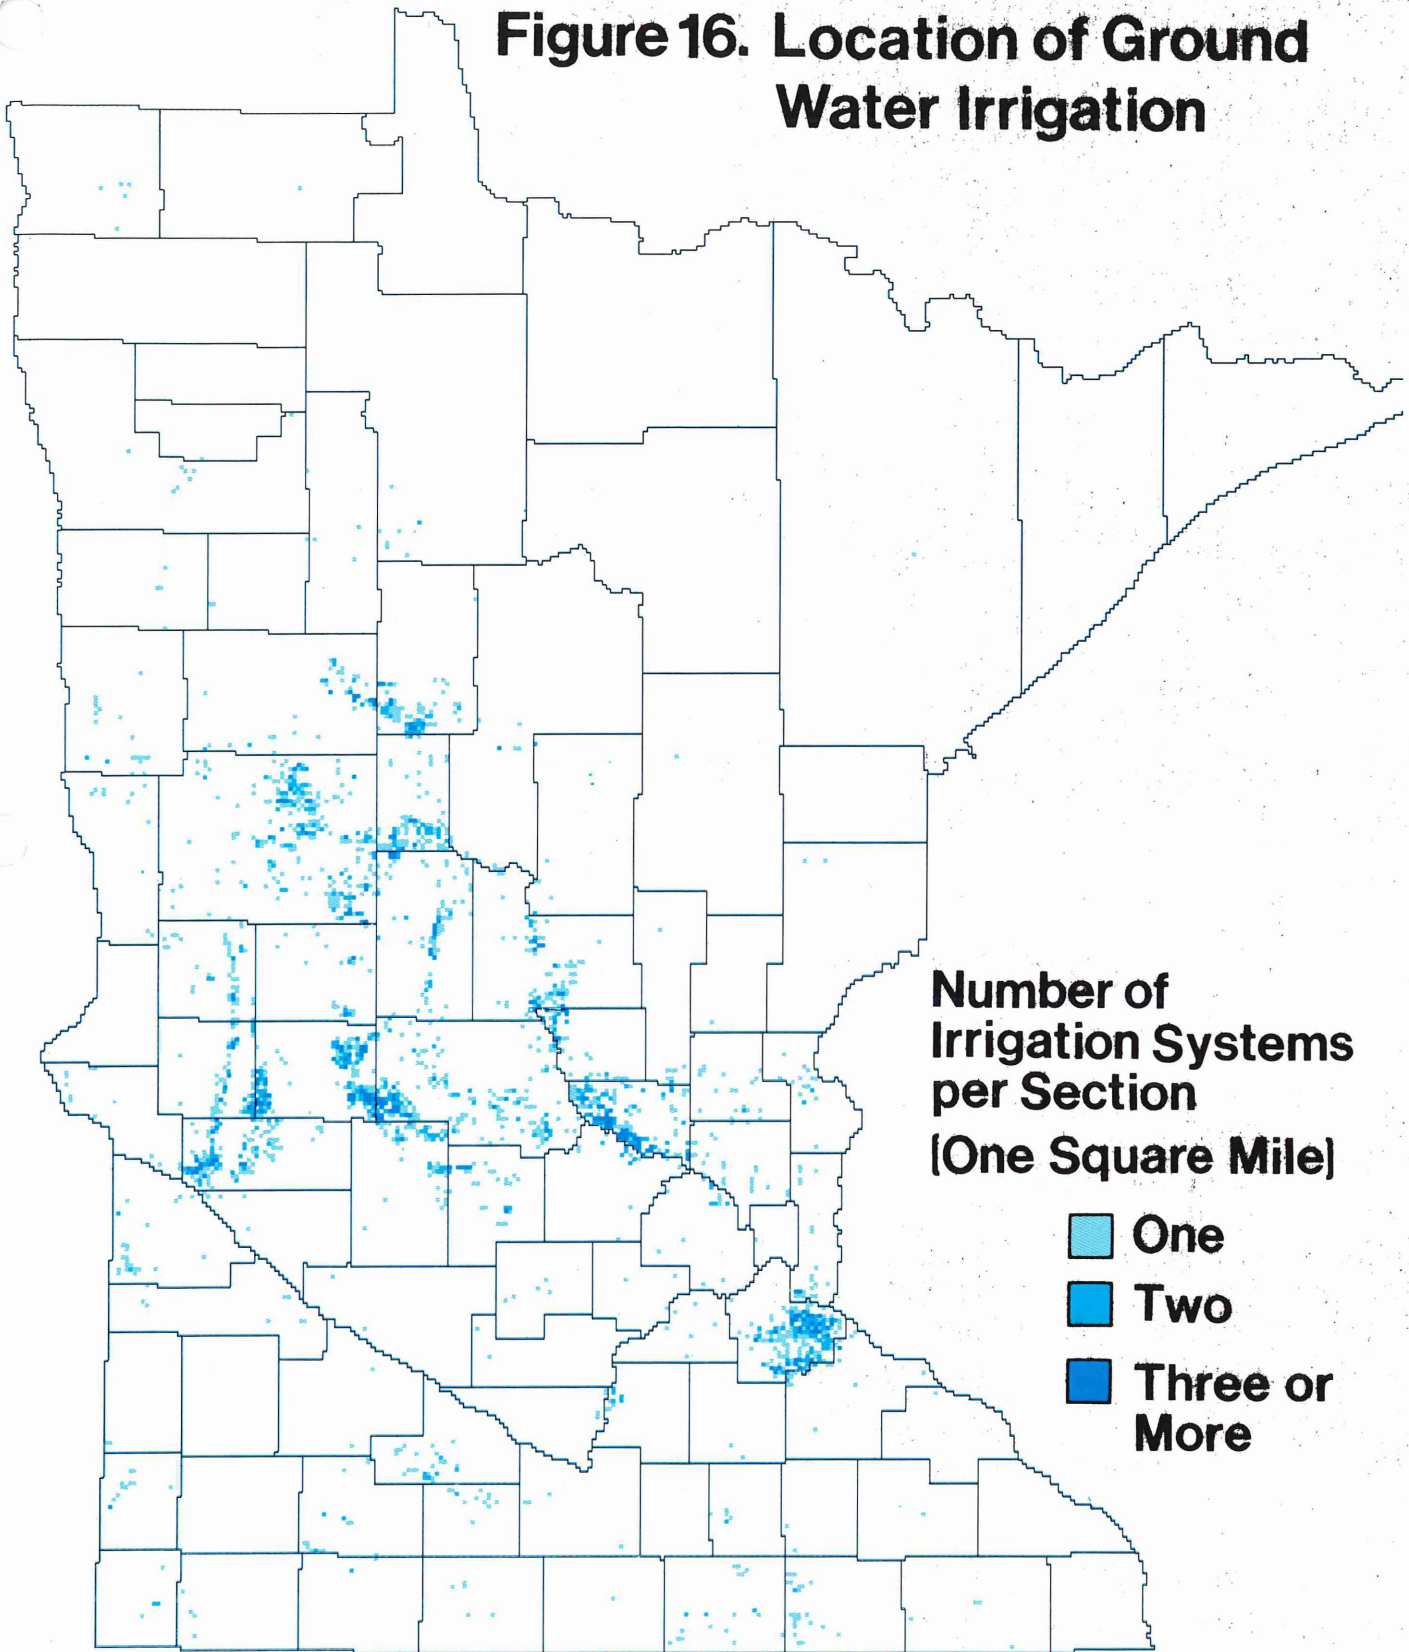 Figure 16. Location of Ground
Water Irrigation
Number of
Irrigation Systems
per Section
(One Square Mile)
One
Two
Three or
More